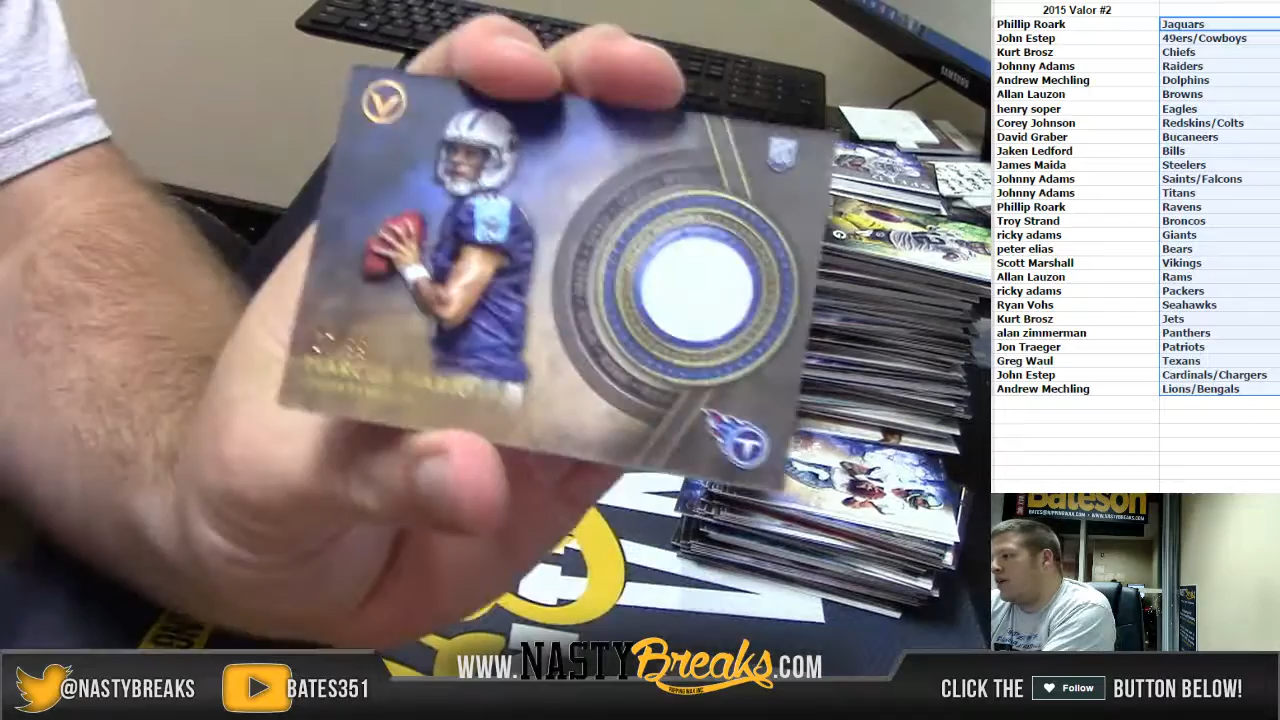 2015 Valor #2
Phillip Roark Jaguars
John Estep 49ers/Cowboys
Kurt Brosz Chiefs
Johnny Adams Raiders
Andrew Mechling Dolphins
Allan Lauzon Browns
henry soper Eagles
Corey Johnson Redskins/Colts
David Graber Bucaneers
Jaken Ledford Bills
James Maida Steelers
Johnny Adams Saints/Falcons
Johnny Adams Titans
Phillip Roark Ravens
Troy Strand Broncos
ricky adams Giants
peter elias Bears
Scott Marshall Vikings
Allan Lauzon Rams
ricky adams Packers
Ryan Vohs Seahawks
Kurt Brosz Jets
alan zimmerman Panthers
Jon Traeger Patriots
Greg Waul Texans
John Estep Cardinals/Chargers
Andrew Mechling Lions/Bengals
SAMSUNG
V
T
Bateson
@NASTYBREAKS
BATES351
WWW.NASTYBreaks.COM
RIPPING WAX INC
CLICK THE Follow BUTTON BELOW!